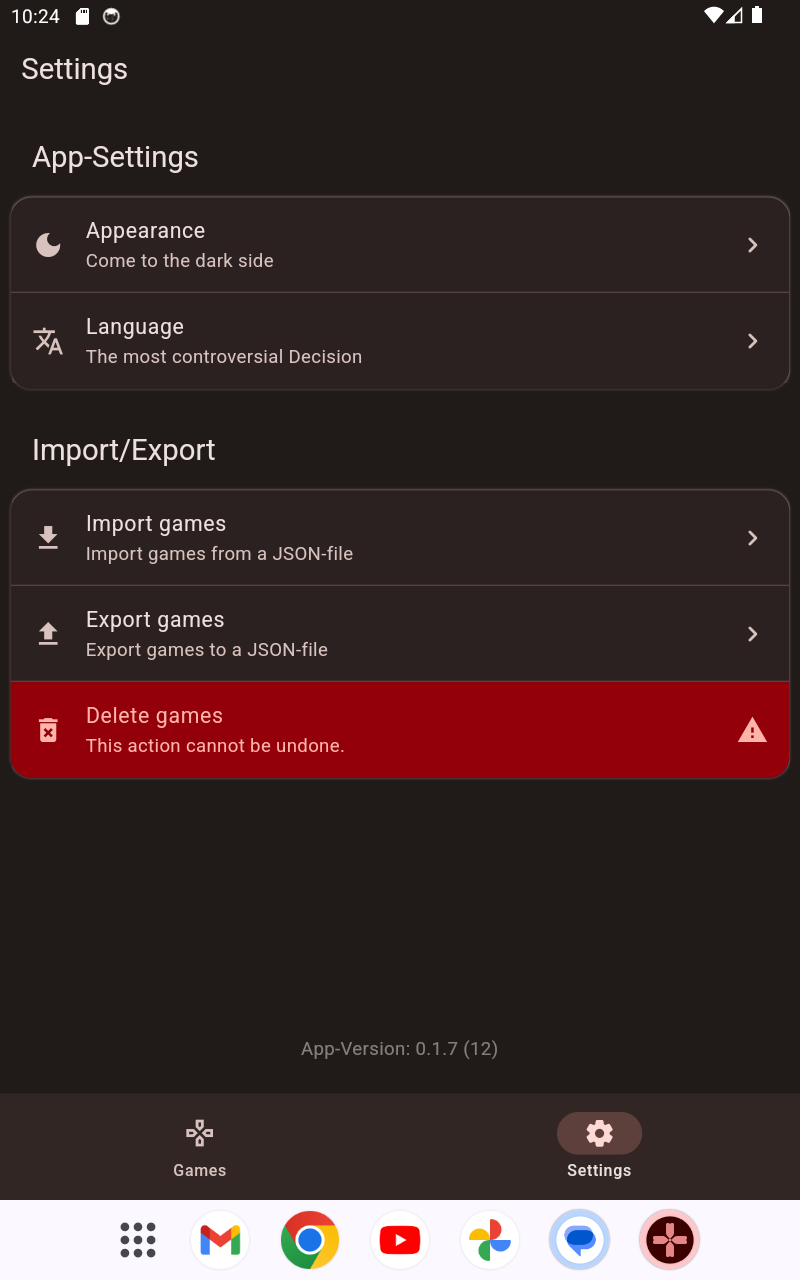 10:24
Settings
App-Settings
Appearance
Come to the dark side
Language
The most controversial Decision
Import/Export
Import games
Import games from a JSON-file
Export games
Export games to a JSON-file
Delete games
This action cannot be undone.
App-Version: 0.1.7 (12)
Games
Settings